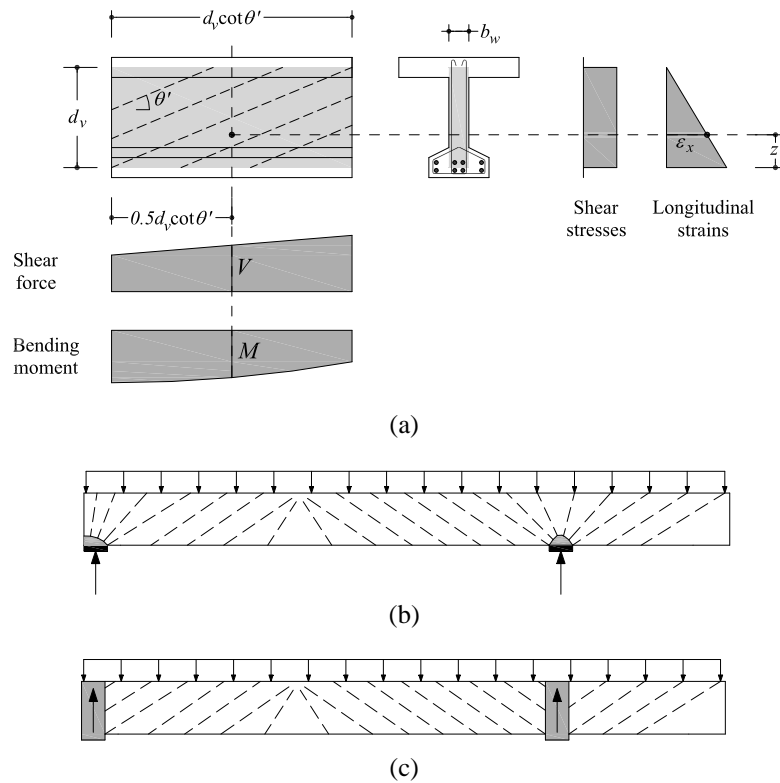 d_v cotθ'
b_w
θ'
d_v
ε_x
z
0.5d_v cotθ'
Shear stresses
Longitudinal strains
Shear force
V
Bending moment
M
(a)
(b)
(c)